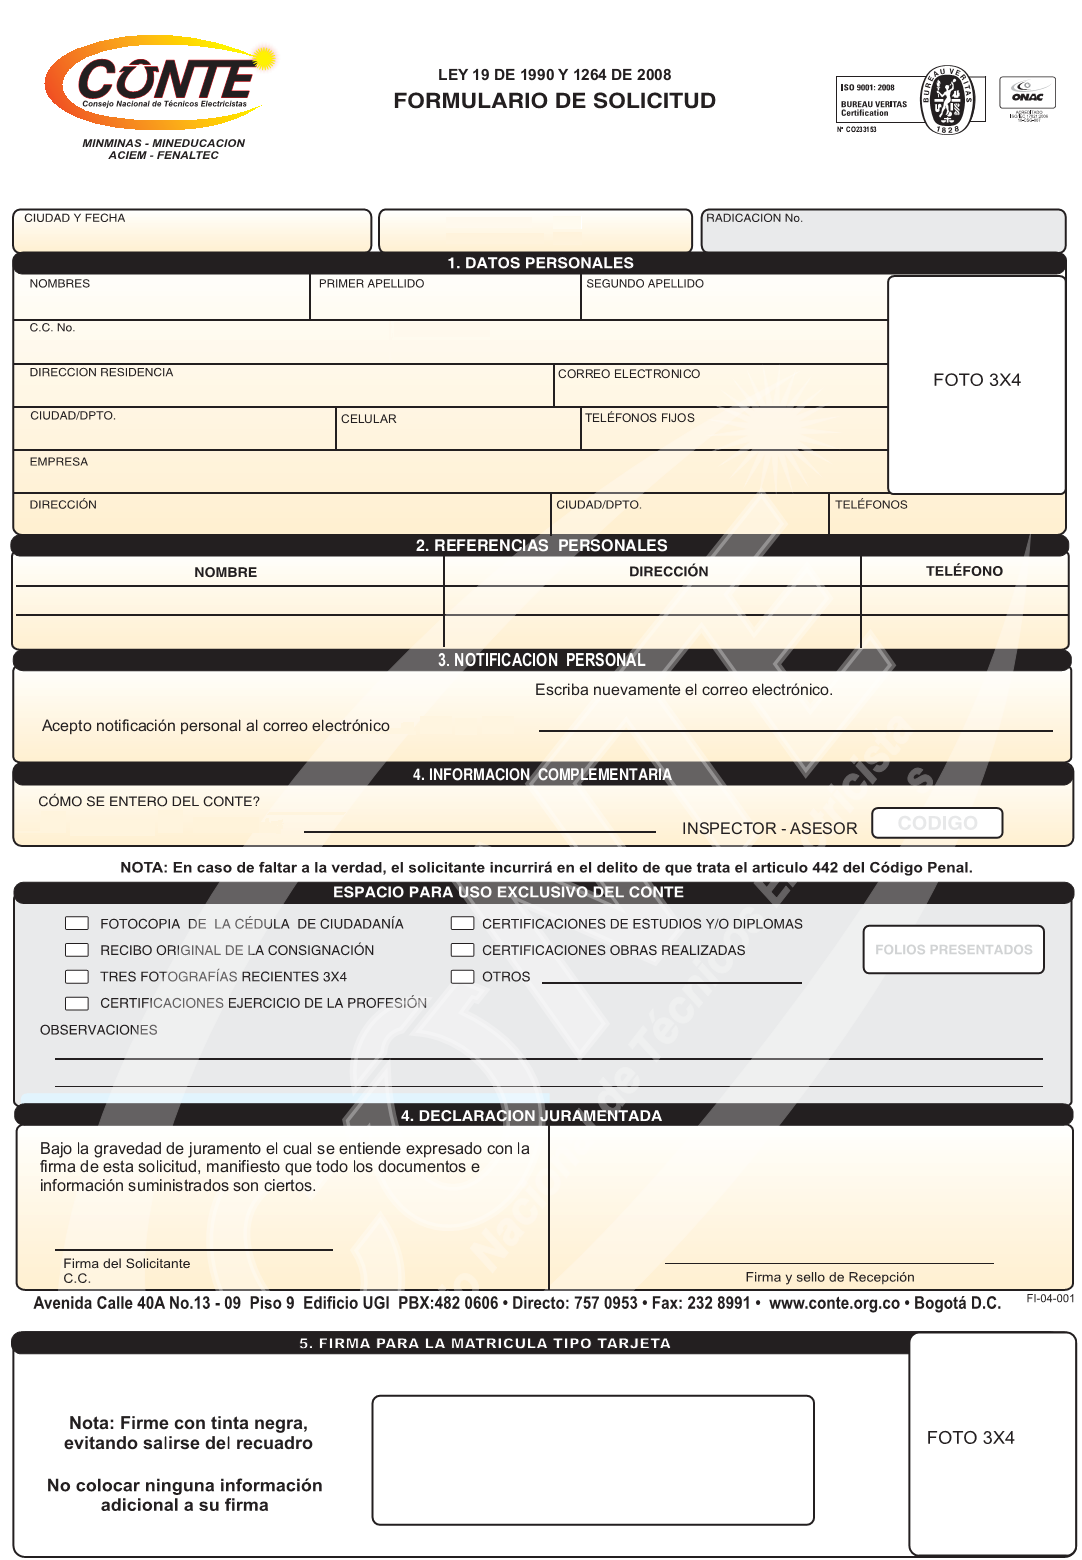 CONTE
Consejo Nacional de Técnicos Electricistas
MINMINAS - MINEDUCACION
ACIEM - FENALTEC
LEY 19 DE 1990 Y 1264 DE 2008
FORMULARIO DE SOLICITUD
ISO 9001: 2008
BUREAU VERITAS
Certification
N° CO233153
BUREAU VERITAS
1828
ONAC
ACREDITADO
CIUDAD Y FECHA
RADICACION No.
1. DATOS PERSONALES
NOMBRES
PRIMER APELLIDO
SEGUNDO APELLIDO
C.C. No.
FOTO 3X4
DIRECCION RESIDENCIA
CORREO ELECTRONICO
CIUDAD/DPTO.
CELULAR
TELÉFONOS FIJOS
EMPRESA
DIRECCIÓN
CIUDAD/DPTO.
TELÉFONOS
2. REFERENCIAS PERSONALES
NOMBRE
DIRECCIÓN
TELÉFONO
3. NOTIFICACION PERSONAL
Escriba nuevamente el correo electrónico.
Acepto notificación personal al correo electrónico
4. INFORMACION COMPLEMENTARIA
CÓMO SE ENTERO DEL CONTE?
INSPECTOR - ASESOR
CODIGO
NOTA: En caso de faltar a la verdad, el solicitante incurrirá en el delito de que trata el articulo 442 del Código Penal.
ESPACIO PARA USO EXCLUSIVO DEL CONTE
FOTOCOPIA DE LA CÉDULA DE CIUDADANÍA
CERTIFICACIONES DE ESTUDIOS Y/O DIPLOMAS
RECIBO ORIGINAL DE LA CONSIGNACIÓN
CERTIFICACIONES OBRAS REALIZADAS
FOLIOS PRESENTADOS
TRES FOTOGRAFÍAS RECIENTES 3X4
OTROS
CERTIFICACIONES EJERCICIO DE LA PROFESIÓN
OBSERVACIONES
4. DECLARACION JURAMENTADA
Bajo la gravedad de juramento el cual se entiende expresado con la
firma de esta solicitud, manifiesto que todo los documentos e
información suministrados son ciertos.
Firma del Solicitante
C.C.
Firma y sello de Recepción
Avenida Calle 40A No.13 - 09 Piso 9 Edificio UGI PBX:482 0606 • Directo: 757 0953 • Fax: 232 8991 • www.conte.org.co • Bogotá D.C.
FI-04-001
5. FIRMA PARA LA MATRICULA TIPO TARJETA
Nota: Firme con tinta negra,
evitando salirse del recuadro
No colocar ninguna información
adicional a su firma
FOTO 3X4